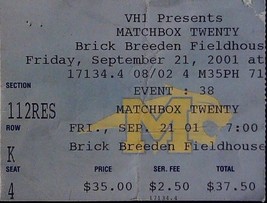 VH1 Presents
MATCHBOX TWENTY
Brick Breeden Fieldhous
Friday, September 21, 2001 at
17134.4 08/02 4 M35PH 71
EVENT : 38
SECTION
112RES
MATCHBOX TWENTY
ROW
FRI., SEP. 21 01 7:00
K
Brick Breeden Fieldhouse
SEAT
PRICE SER. FEE TOTAL
4
$35.00 $2.50 $37.50
17134.4